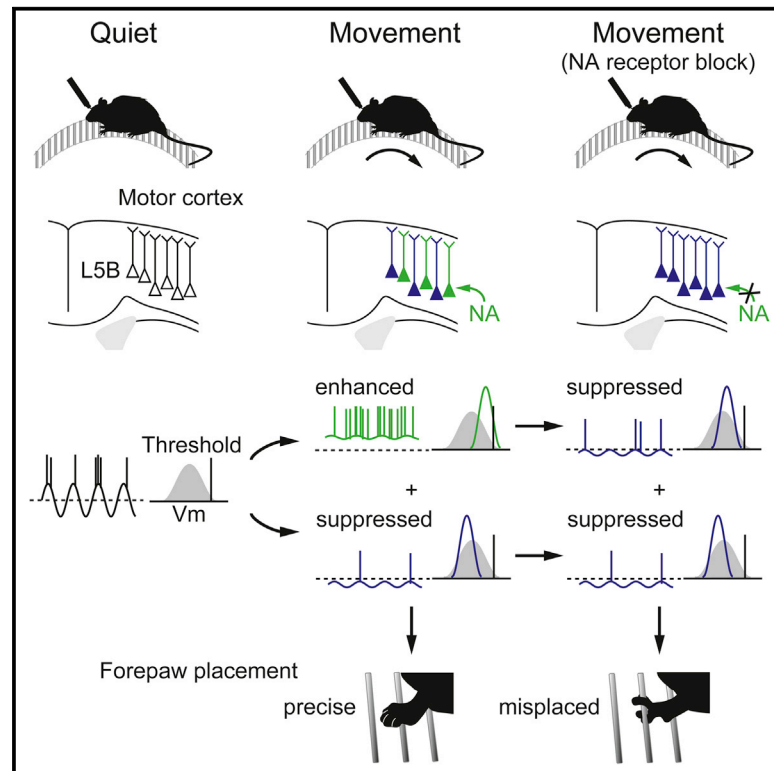 Quiet
Movement
Movement
(NA receptor block)
Motor cortex
L5B
NA
NA
enhanced
suppressed
Threshold
Vm
+
+
suppressed
suppressed
Forepaw placement
precise
misplaced